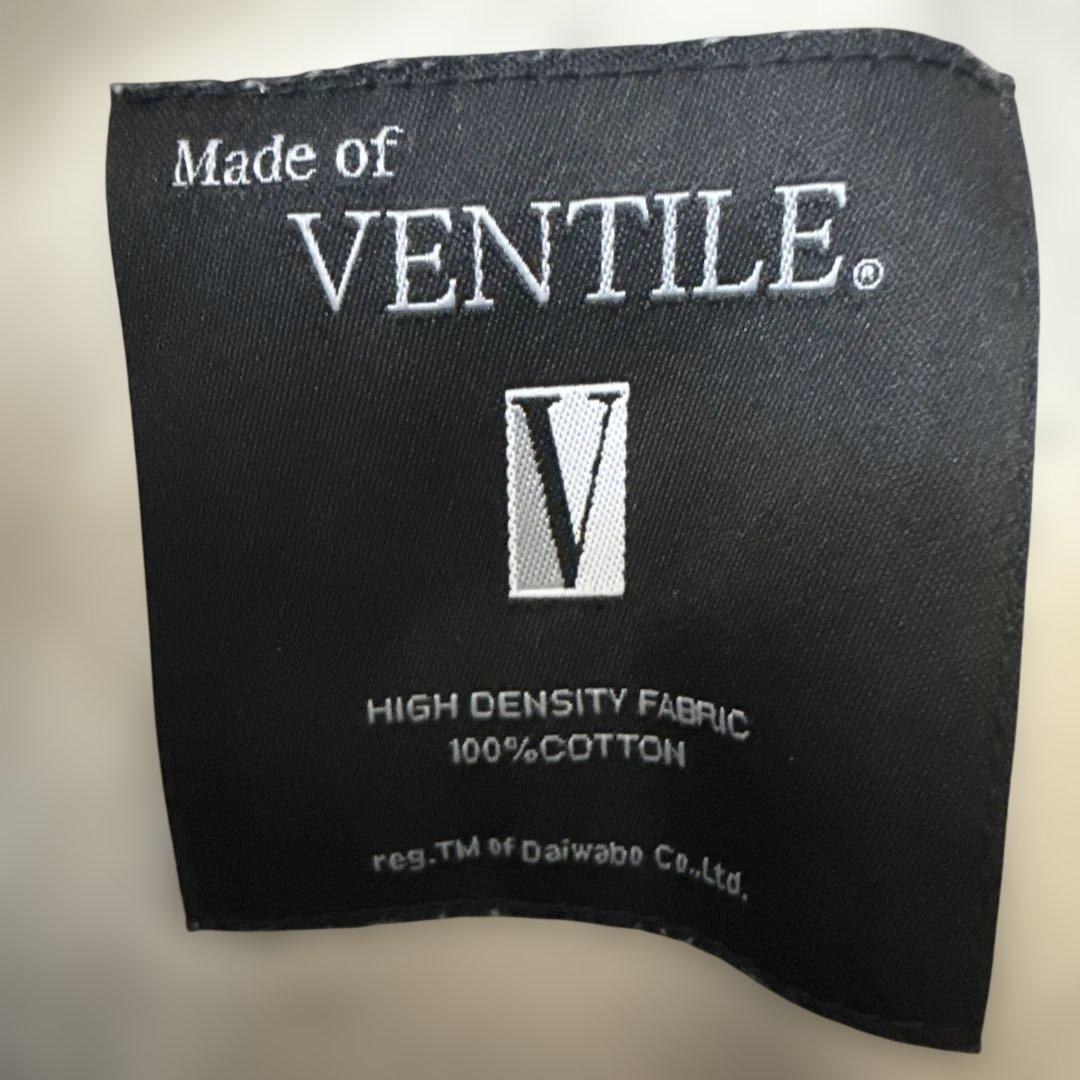 Made of
VENTILE®
V
HIGH DENSITY FABRIC
100%COTTON
reg.TM of Daiwabo Co.,Ltd.